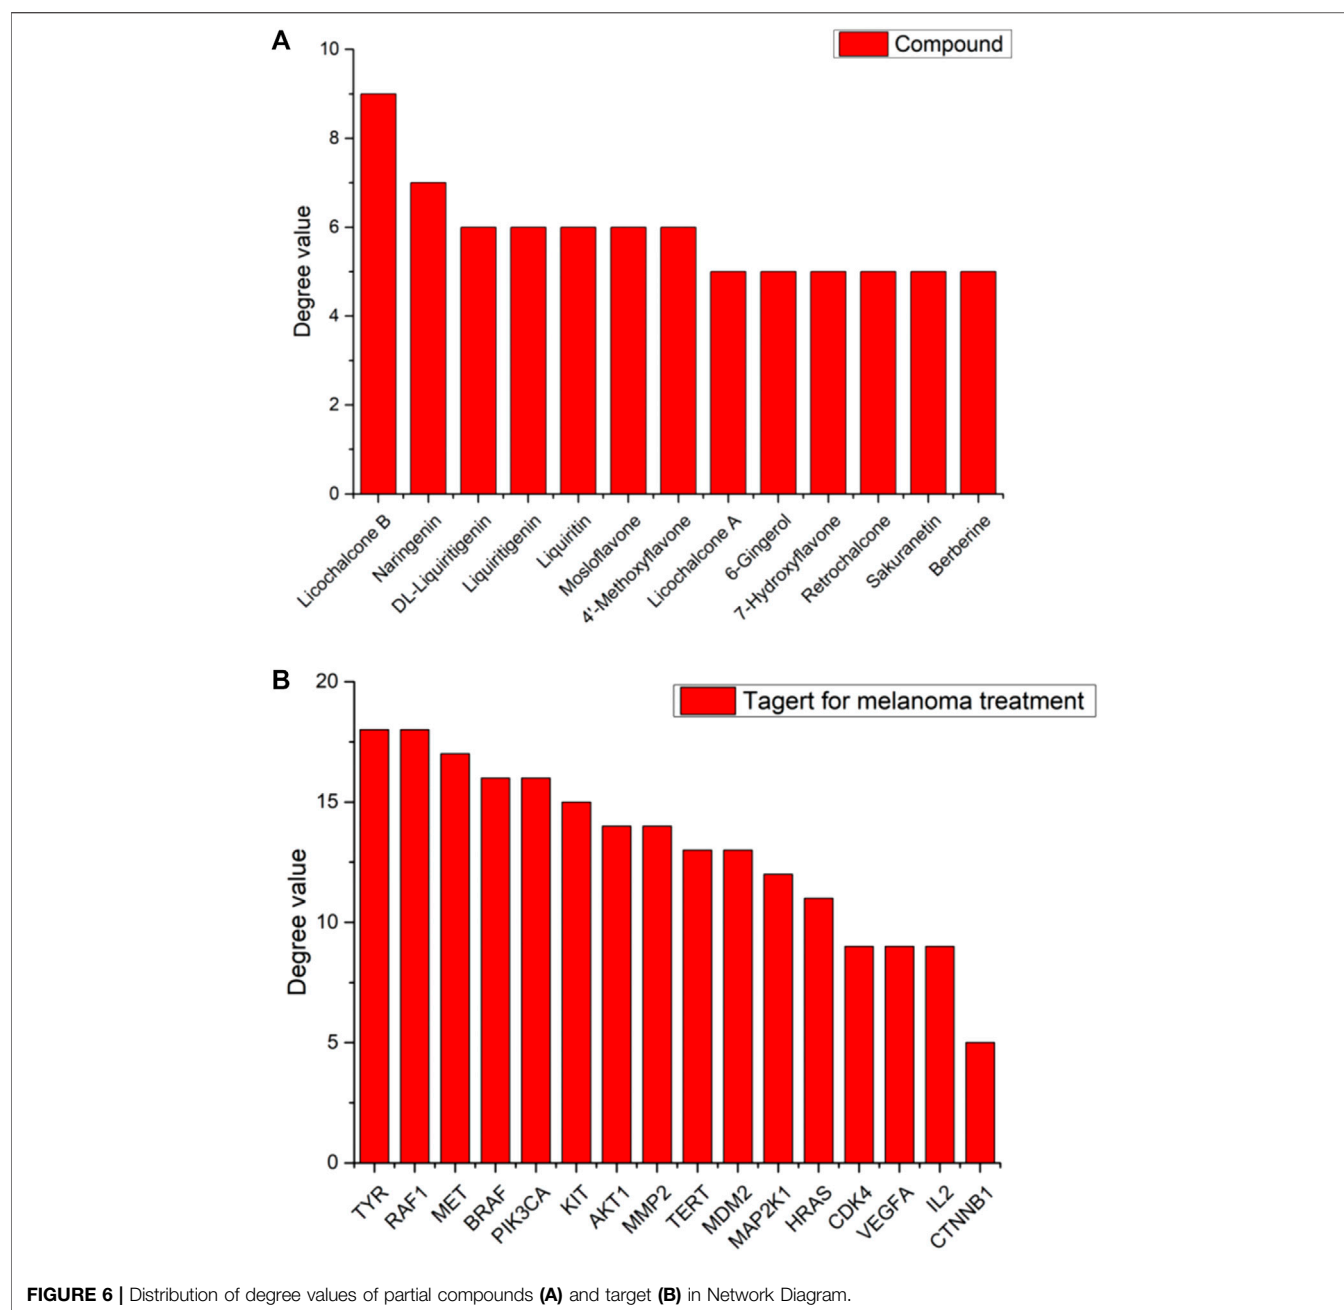 A
Compound
10
8
6
4
2
0
Degree value
Licochalcone B
Naringenin
DL-Liquiritigenin
Liquiritigenin
Liquiritin
Mosloflavone
4'-Methoxyflavone
Licochalcone A
6-Gingerol
7-Hydroxyflavone
Retrochalcone
Sakuranetin
Berberine
B
Tagert for melanoma treatment
20
15
10
5
0
Degree value
TYR
RAF1
MET
BRAF
PIK3CA
KIT
AKT1
MMP2
TERT
MDM2
MAP2K1
HRAS
CDK4
VEGFA
IL2
CTNNB1
FIGURE 6 | Distribution of degree values of partial compounds (A) and target (B) in Network Diagram.